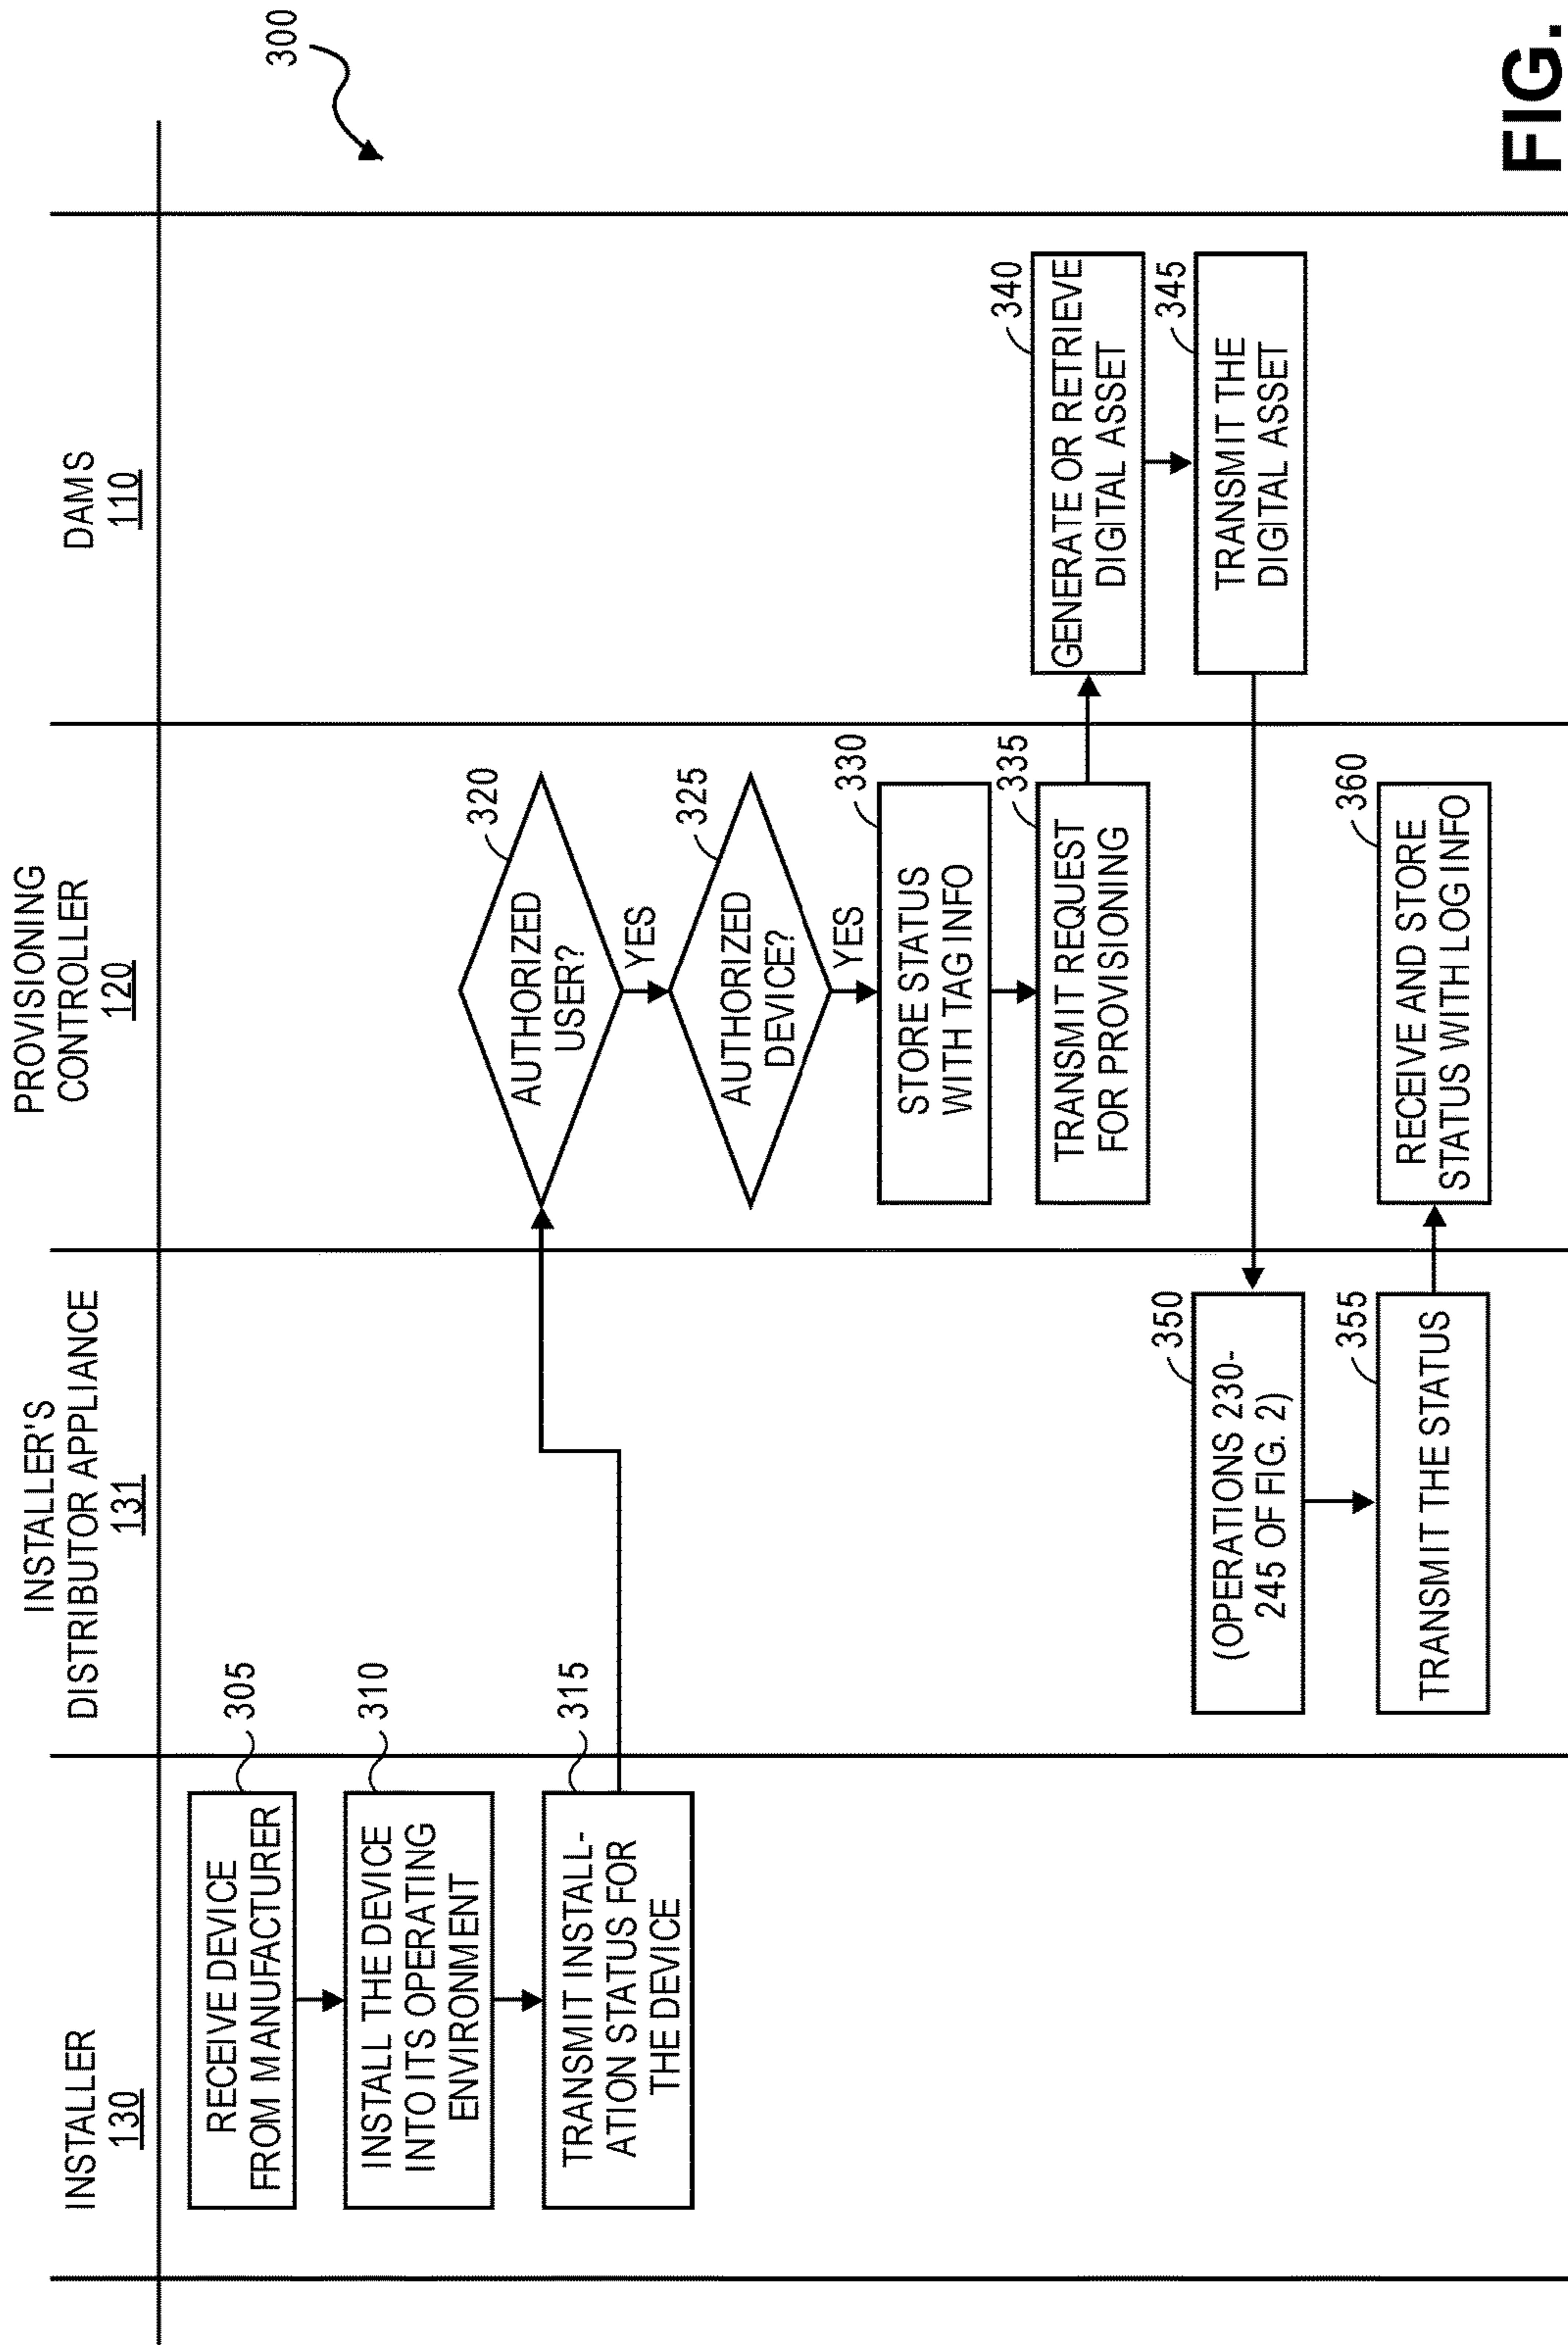 300
INSTALLER
130
INSTALLER'S
DISTRIBUTOR APPLIANCE
131
PROVISIONING
CONTROLLER
120
DAMS
110
305
RECEIVE DEVICE
FROM MANUFACTURER
310
INSTALL THE DEVICE
INTO ITS OPERATING
ENVIRONMENT
315
TRANSMIT INSTALL-
ATION STATUS FOR
THE DEVICE
320
AUTHORIZED
USER?
YES
325
AUTHORIZED
DEVICE?
YES
330
STORE STATUS
WITH TAG INFO
335
TRANSMIT REQUEST
FOR PROVISIONING
340
GENERATE OR RETRIEVE
DIGITAL ASSET
345
TRANSMIT THE
DIGITAL ASSET
350
(OPERATIONS 230-
245 OF FIG. 2)
355
TRANSMIT THE STATUS
360
RECEIVE AND STORE
STATUS WITH LOG INFO
FIG.